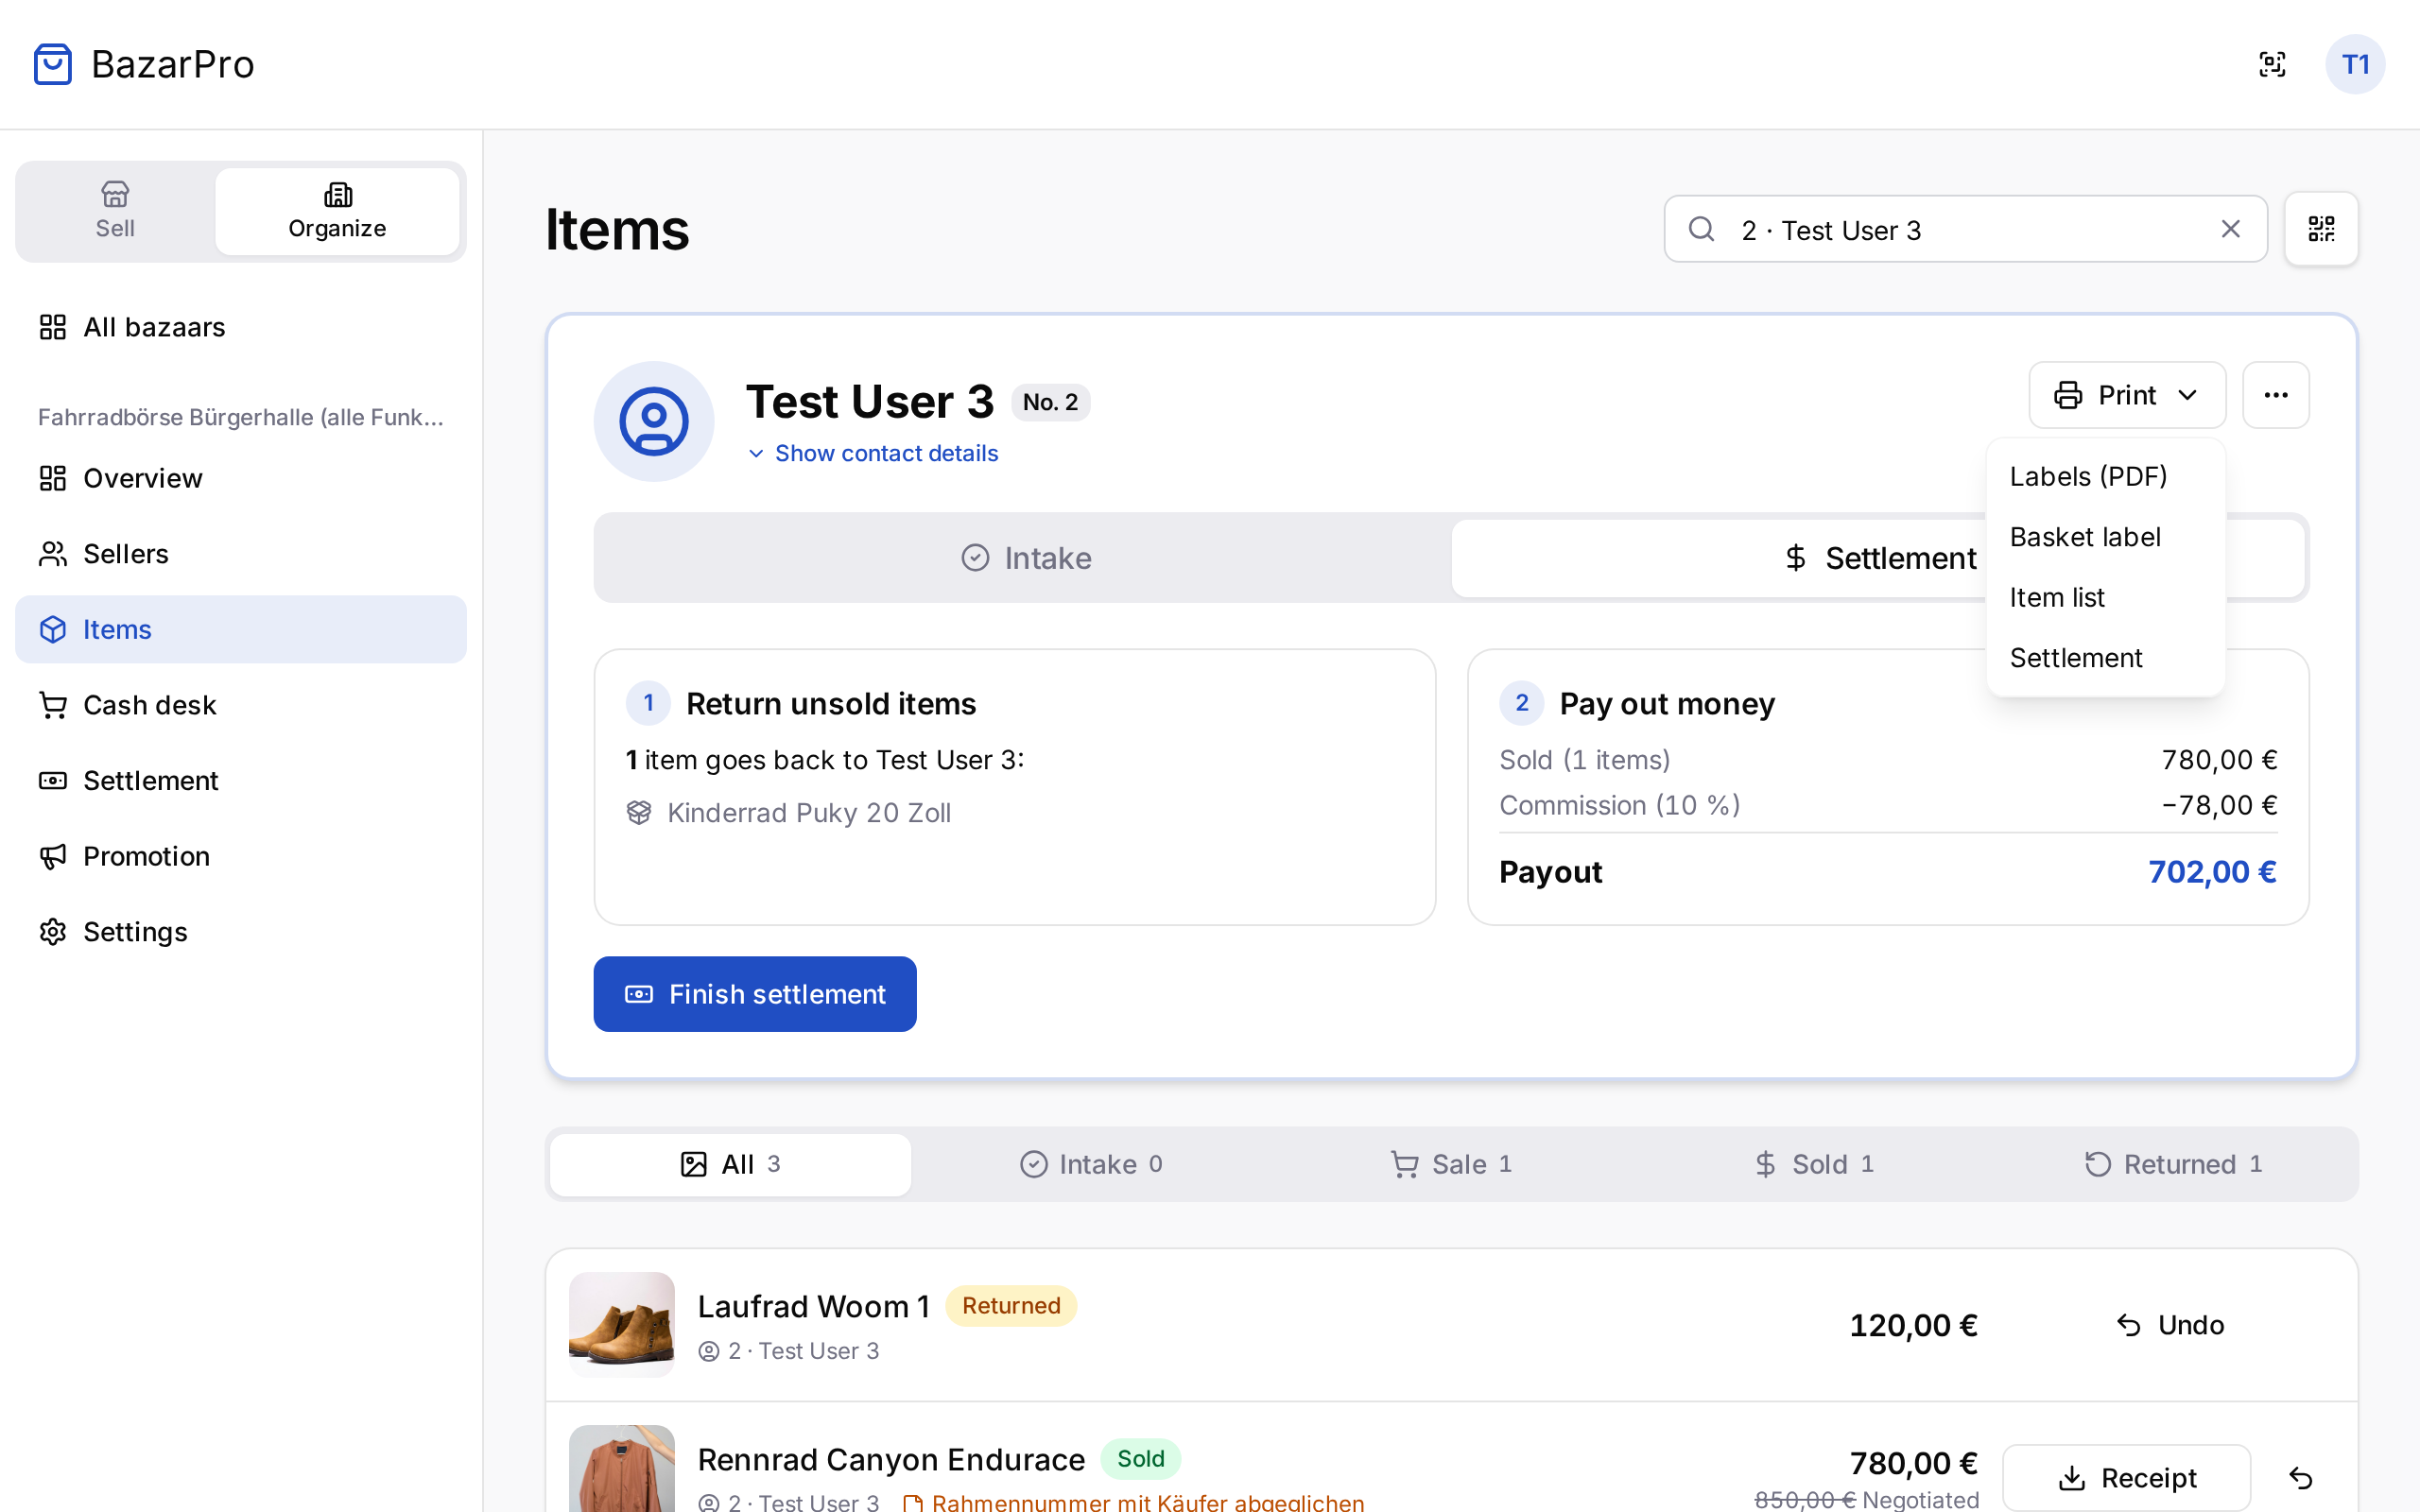 BazarPro
T1
Sell
Organize
All bazaars
Fahrradbörse Bürgerhalle (alle Funk...
Overview
Sellers
Items
Cash desk
Settlement
Promotion
Settings
Items
2 · Test User 3
Test User 3 No. 2
Show contact details
Print
Labels (PDF)
Basket label
Item list
Settlement
Intake
Settlement
1 Return unsold items
1 item goes back to Test User 3:
Kinderrad Puky 20 Zoll
2 Pay out money
Sold (1 items) 780,00 €
Commission (10 %) −78,00 €
Payout 702,00 €
Finish settlement
All 3
Intake 0
Sale 1
Sold 1
Returned 1
Laufrad Woom 1 Returned
2 · Test User 3
120,00 €
Undo
Rennrad Canyon Endurace Sold
2 · Test User 3 Rahmennummer mit Käufer abgeglichen
780,00 €
850,00 € Negotiated
Receipt